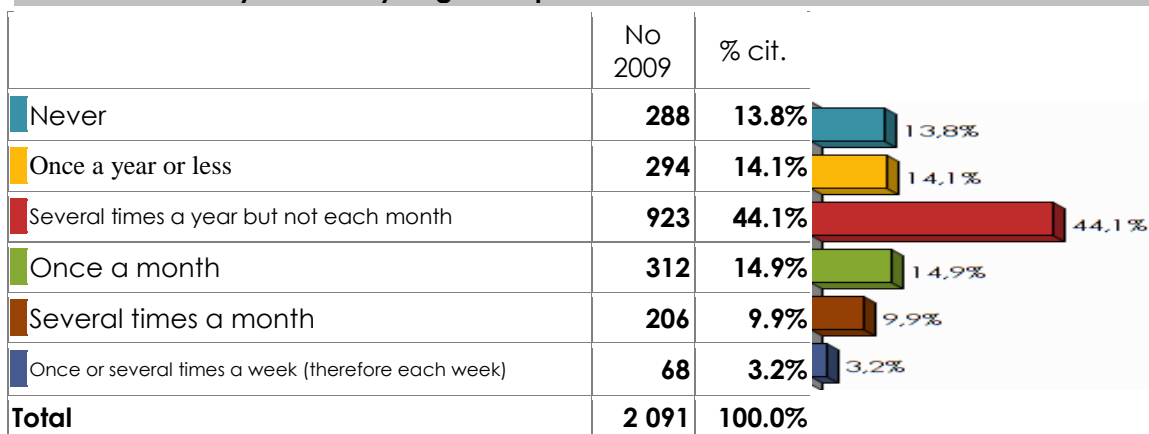 No
2009 % cit.
Never 288 13.8% 13,8%
Once a year or less 294 14.1% 14,1%
Several times a year but not each month 923 44.1% 44,1%
Once a month 312 14.9% 14,9%
Several times a month 206 9.9% 9,9%
Once or several times a week (therefore each week) 68 3.2% 3,2%
Total 2 091 100.0%